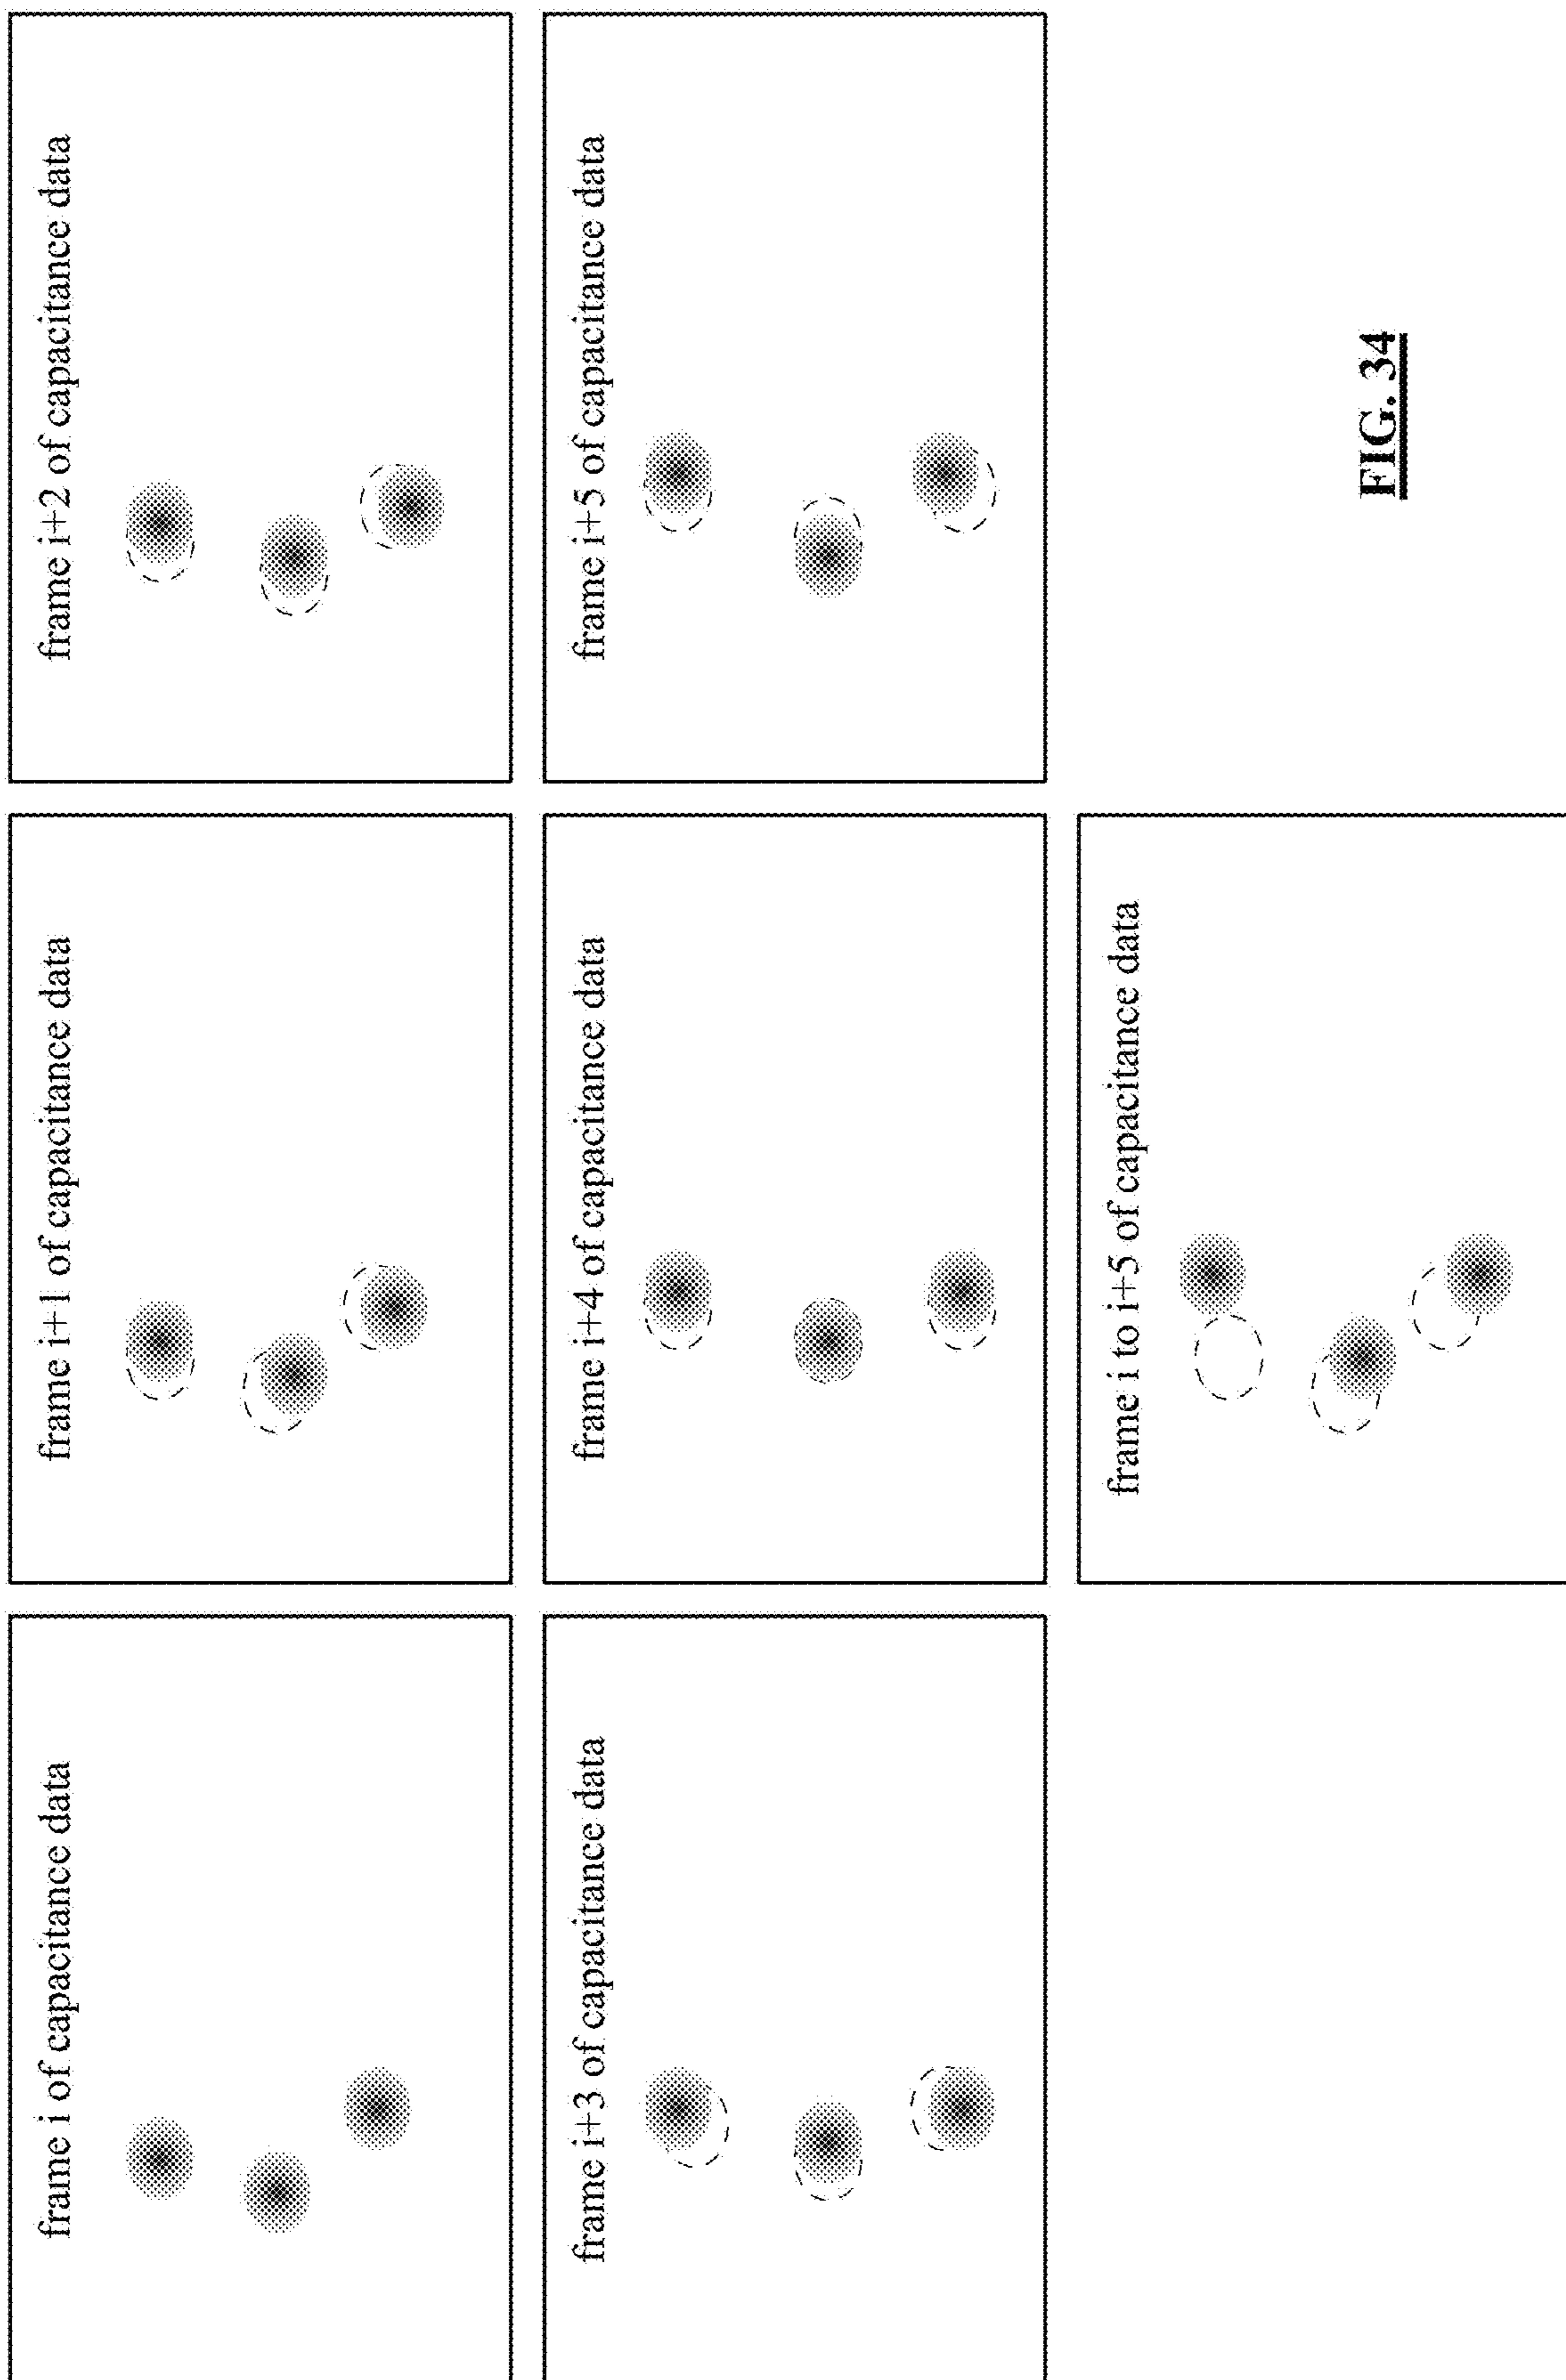 frame i of capacitance data
frame i+1 of capacitance data
frame i+2 of capacitance data
frame i+3 of capacitance data
frame i+4 of capacitance data
frame i+5 of capacitance data
frame i to i+5 of capacitance data
FIG. 34